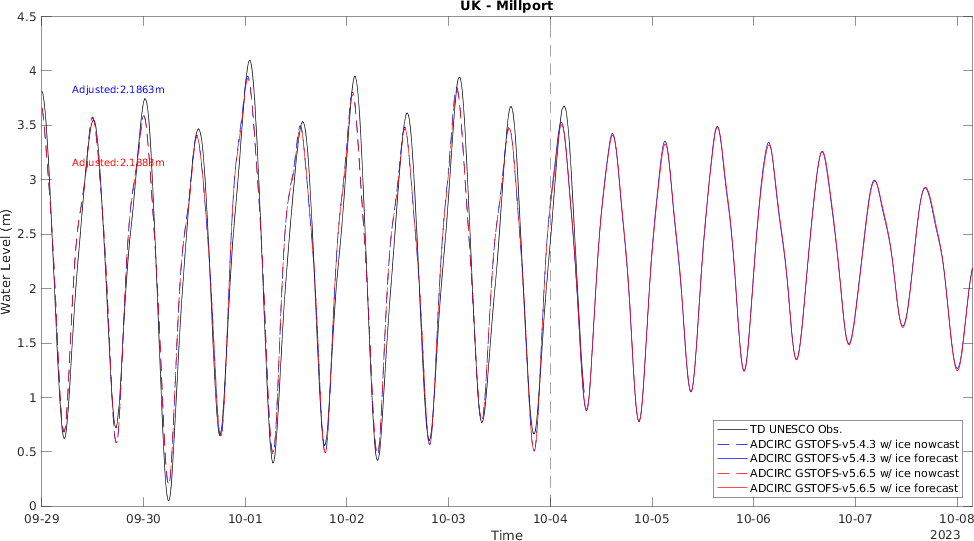 UK - Millport
4.5
4
3.5
3
2.5
2
1.5
1
0.5
0
Water Level (m)
Adjusted:2.1863m
Adjusted:2.1883m
TD UNESCO Obs.
ADCIRC GSTOFS-v5.4.3 w/ ice nowcast
ADCIRC GSTOFS-v5.4.3 w/ ice forecast
ADCIRC GSTOFS-v5.6.5 w/ ice nowcast
ADCIRC GSTOFS-v5.6.5 w/ ice forecast
09-29 09-30 10-01 10-02 10-03 10-04 10-05 10-06 10-07 10-08
Time
2023